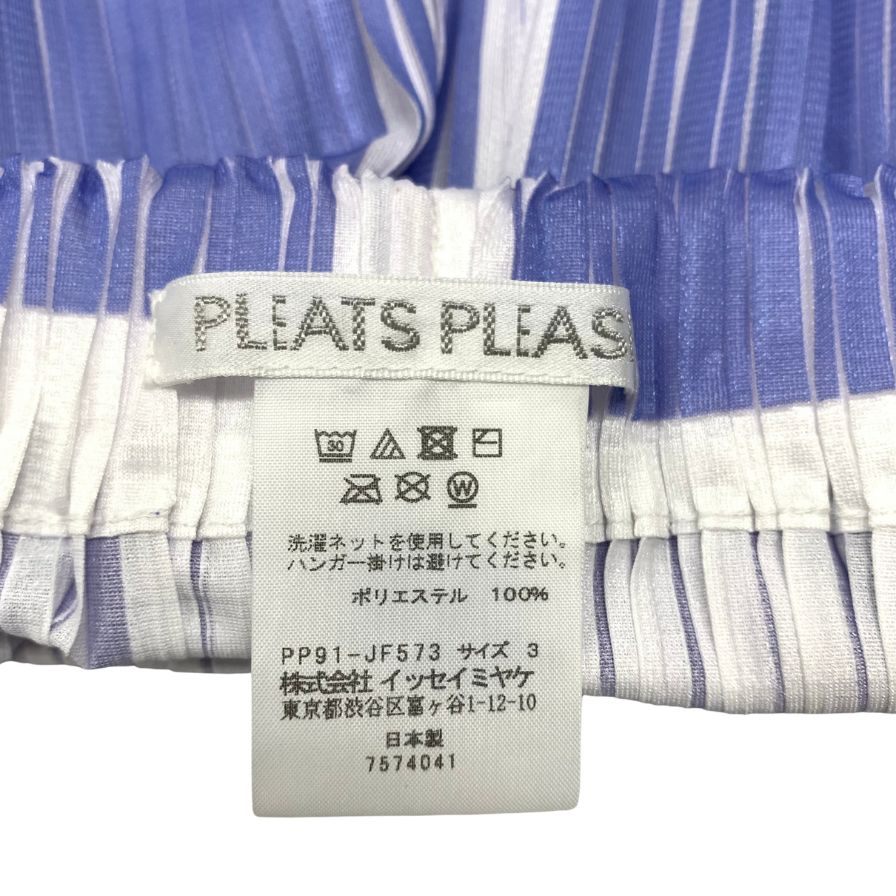 PLEATS PLEASE
30
W
洗濯ネットを使用してください。
ハンガー掛けは避けてください。
ポリエステル 100%
PP91-JF573 サイズ 3
株式会社 イッセイミヤケ
東京都渋谷区富ヶ谷1-12-10
日本製
7574041